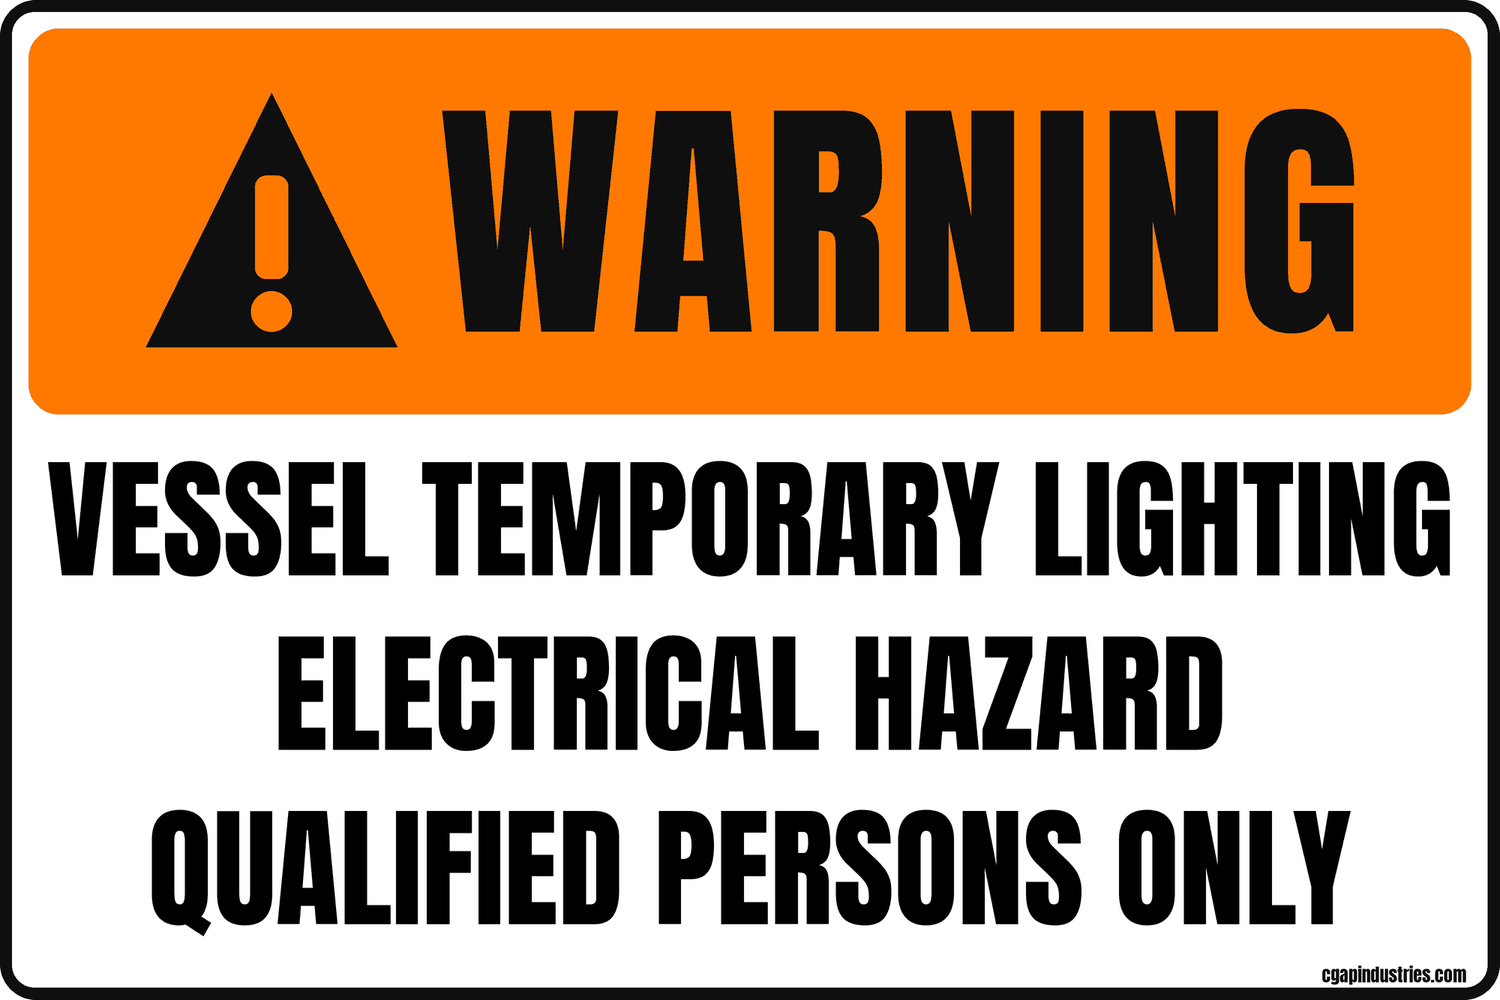 WARNING
VESSEL TEMPORARY LIGHTING
ELECTRICAL HAZARD
QUALIFIED PERSONS ONLY
cgapindustries.com